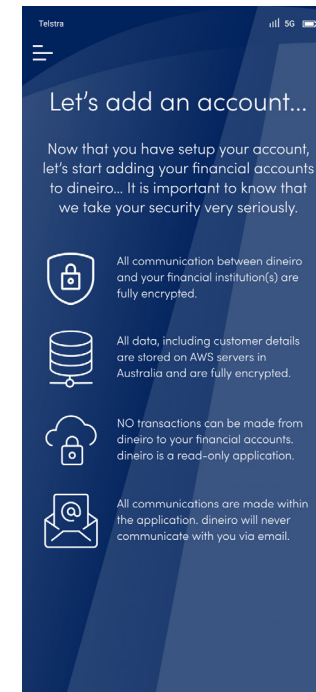 Telstra
5G
Let's add an account...
Now that you have setup your account,
let's start adding your financial accounts
to dineiro... It is important to know that
we take your security very seriously.
All communication between dineiro
and your financial institution(s) are
fully encrypted.
All data, including customer details
are stored on AWS servers in
Australia and are fully encrypted.
NO transactions can be made from
dineiro to your financial accounts.
dineiro is a read-only application.
@
All communications are made within
the application. dineiro will never
communicate with you via email.